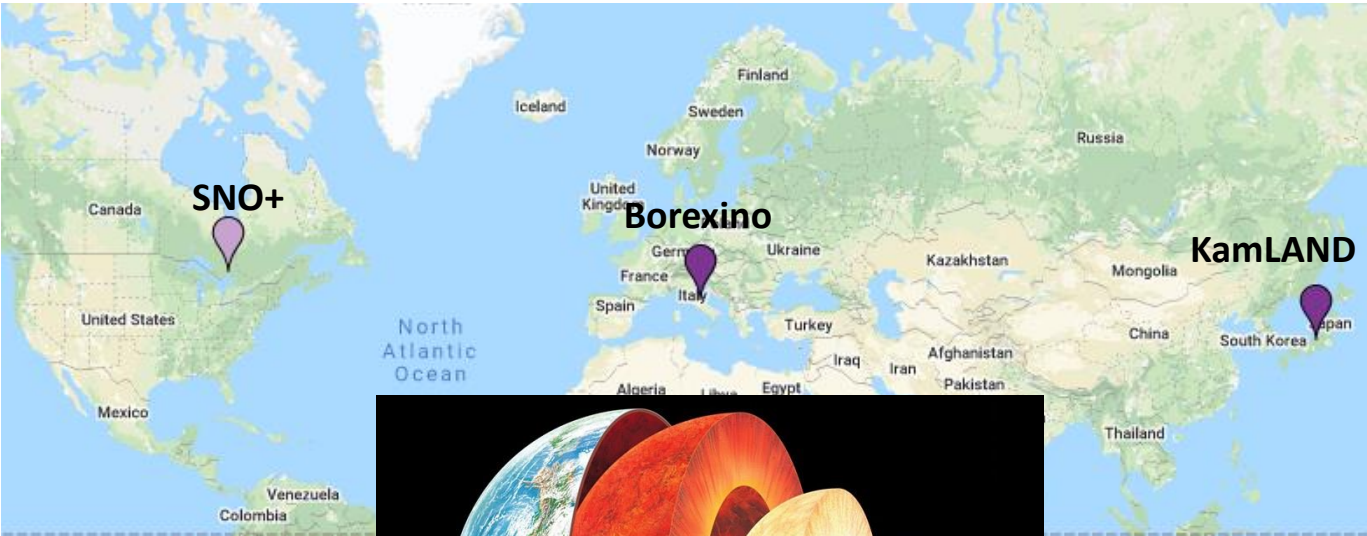 Iceland
Finland
Sweden
Norway
Russia
Canada
SNO+
United
Kingdom
Borexino
Ukraine
Kazakhstan
Mongolia
KamLAND
France
Italy
Spain
United States
North
Atlantic
Ocean
Turkey
China
South Korea
Japan
Iraq
Iran
Afghanistan
Pakistan
Algeria
Egypt
Mexico
Thailand
Venezuela
Colombia